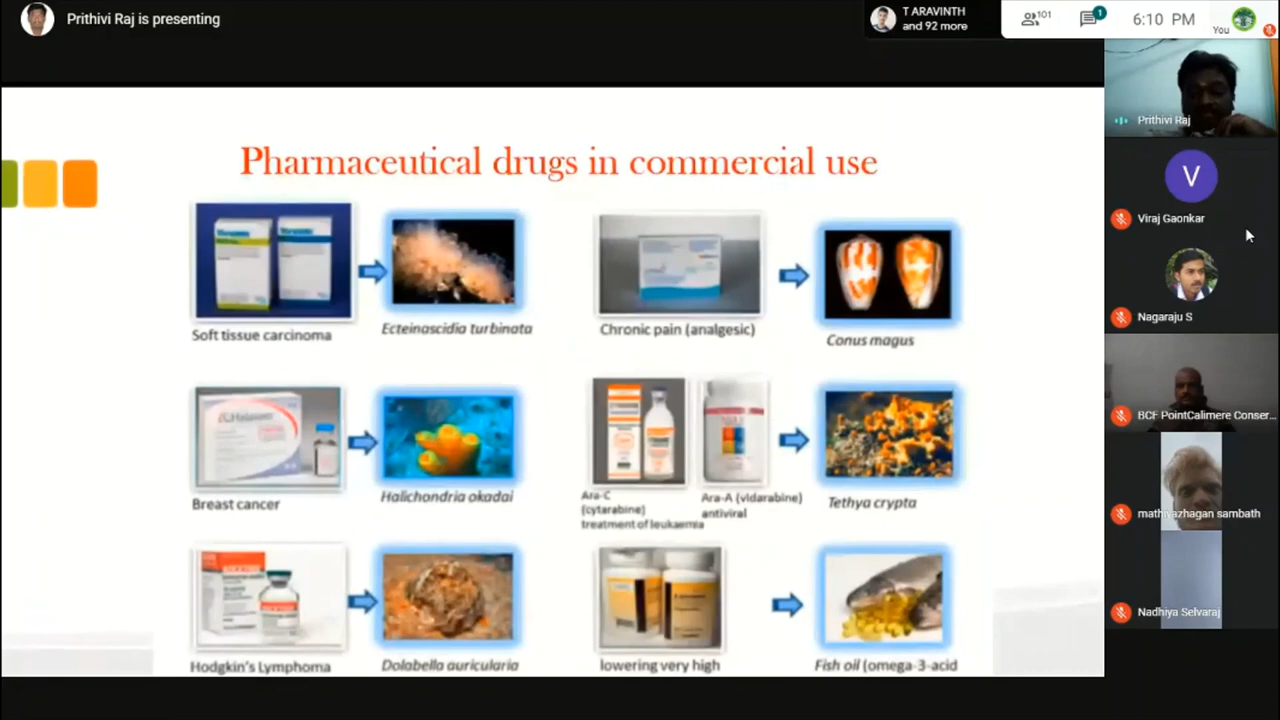 Prithivi Raj is presenting
T ARAVINTH
and 92 more
101
1
6:10 PM
You
Pharmaceutical drugs in commercial use
Soft tissue carcinoma
Ecteinascidia turbinata
Chronic pain (analgesic)
Conus magus
Breast cancer
Halichondria okadai
Ara-C
(cytarabine)
treatment of leukaemia
Ara-A (vidarabine)
antiviral
Tethya crypta
Hodgkin's Lymphoma
Dolabella auricularia
lowering very high
Fish oil (omega-3-acid
Prithivi Raj
V
Viraj Gaonkar
Nagaraju S
BCF PointCalimere Conser...
mathivazhagan sambath
Nadhiya Selvaraj